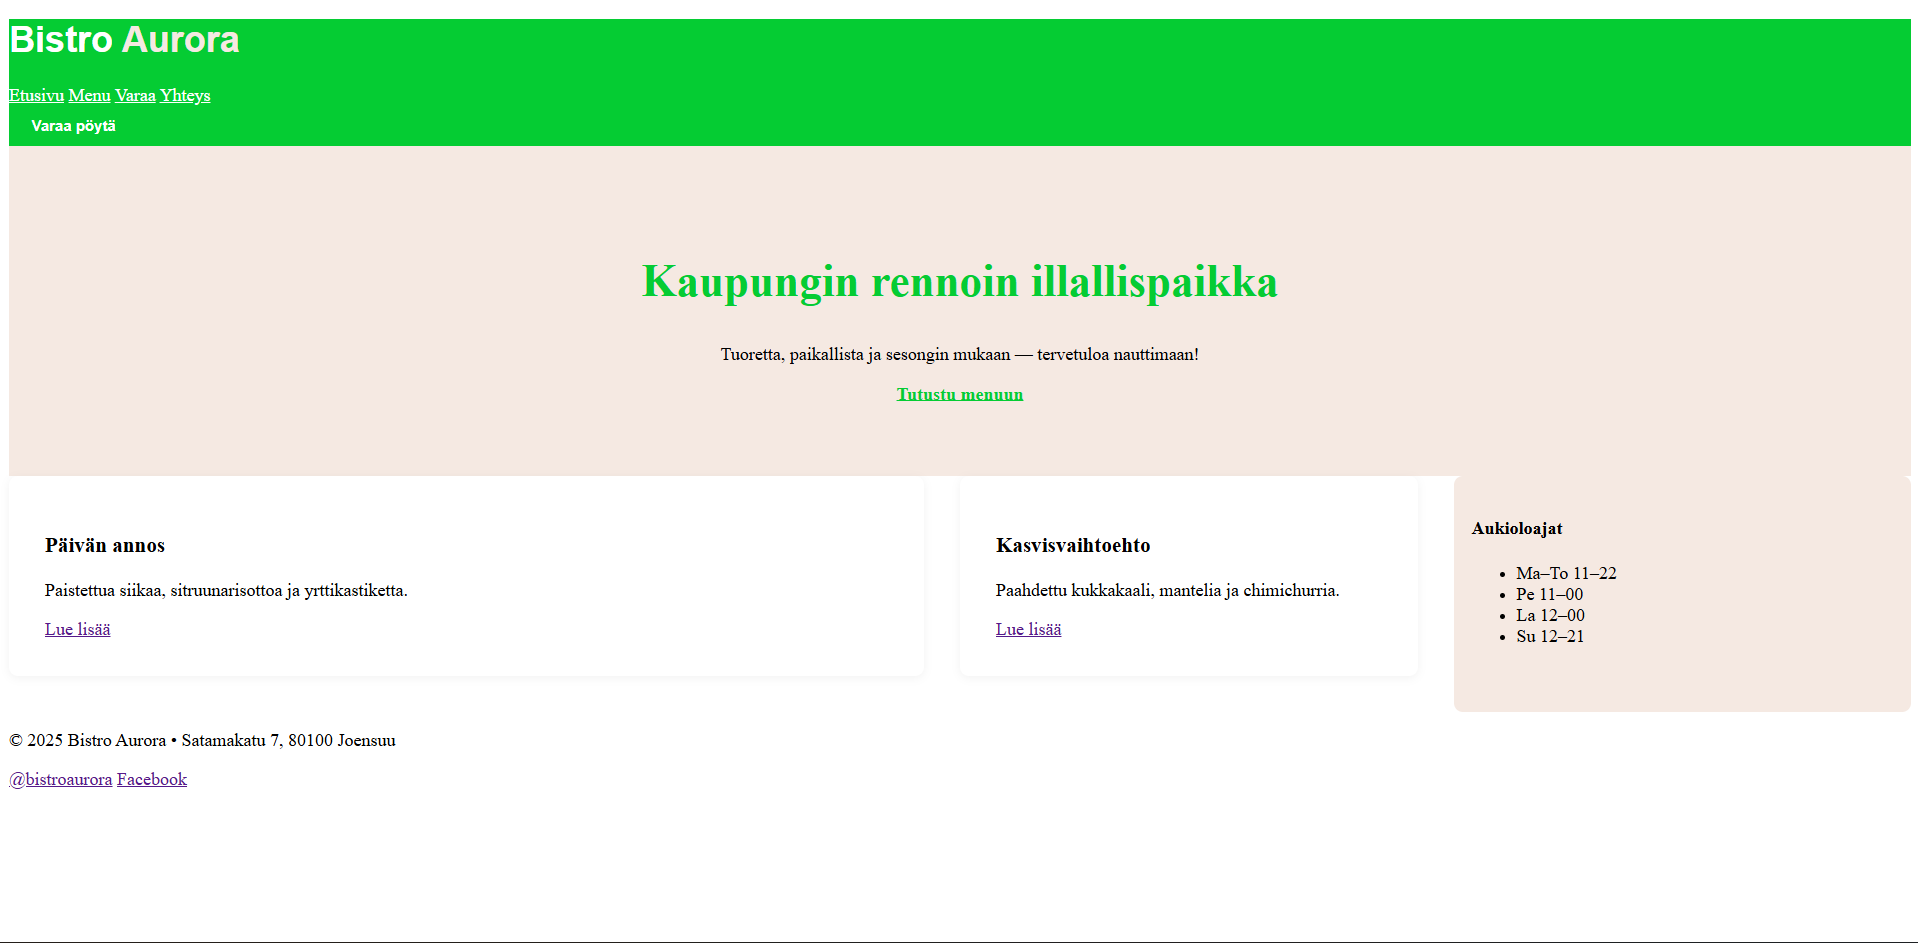 Bistro Aurora
Etusivu Menu Varaa Yhteys
Varaa pöytä
Kaupungin rennoin illallispaikka
Tuoretta, paikallista ja sesongin mukaan — tervetuloa nauttimaan!
Tutustu menuun
Päivän annos
Paistettua siikaa, sitruunarisottoa ja yrttikastiketta.
Lue lisää
Kasvisvaihtoehto
Paahdettu kukkakaali, mantelia ja chimichurria.
Lue lisää
Aukioloajat
• Ma–To 11–22
• Pe 11–00
• La 12–00
• Su 12–21
© 2025 Bistro Aurora • Satamakatu 7, 80100 Joensuu
@bistroaurora Facebook